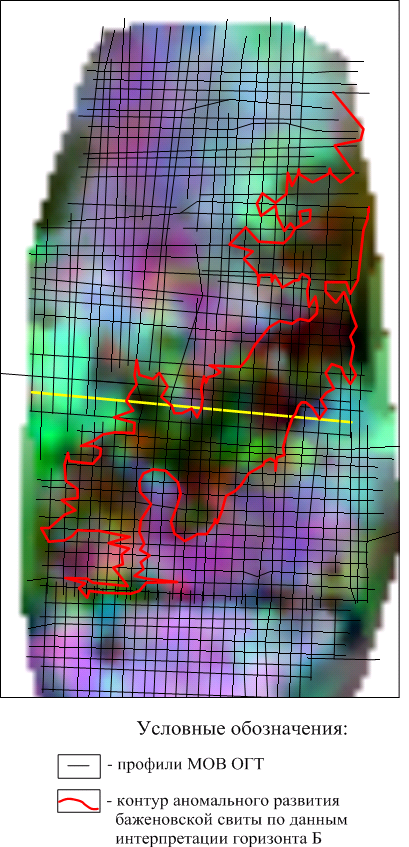 Условные обозначения:
- профили МОВ ОГТ
- контур аномального развития
баженовской свиты по данным
интерпретации горизонта Б